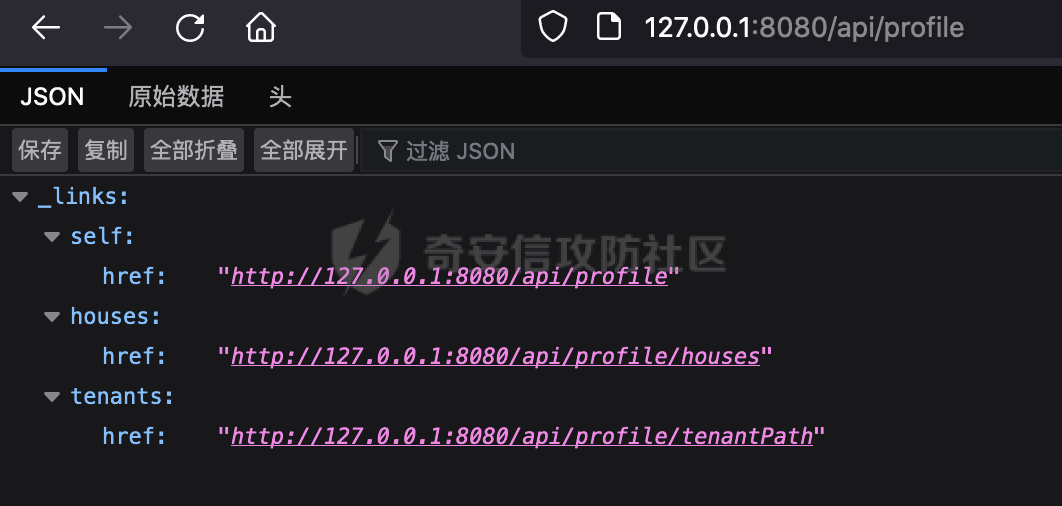 127.0.0.1:8080/api/profile
JSON 原始数据 头
保存 复制 全部折叠 全部展开 过滤 JSON
_links:
self:
奇安信攻防社区
href: "http://127.0.0.1:8080/api/profile"
houses:
href: "http://127.0.0.1:8080/api/profile/houses"
tenants:
href: "http://127.0.0.1:8080/api/profile/tenantPath"